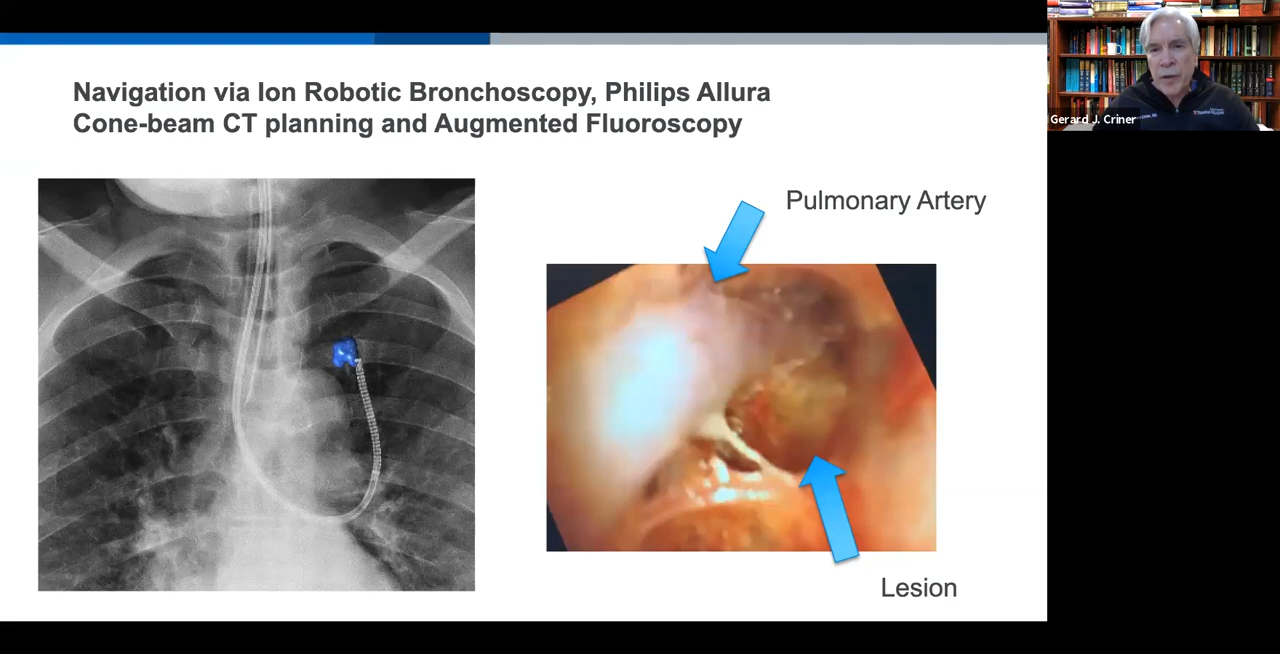 Navigation via Ion Robotic Bronchoscopy, Philips Allura
Cone-beam CT planning and Augmented Fluoroscopy
Pulmonary Artery
Lesion
Gerard J. Criner